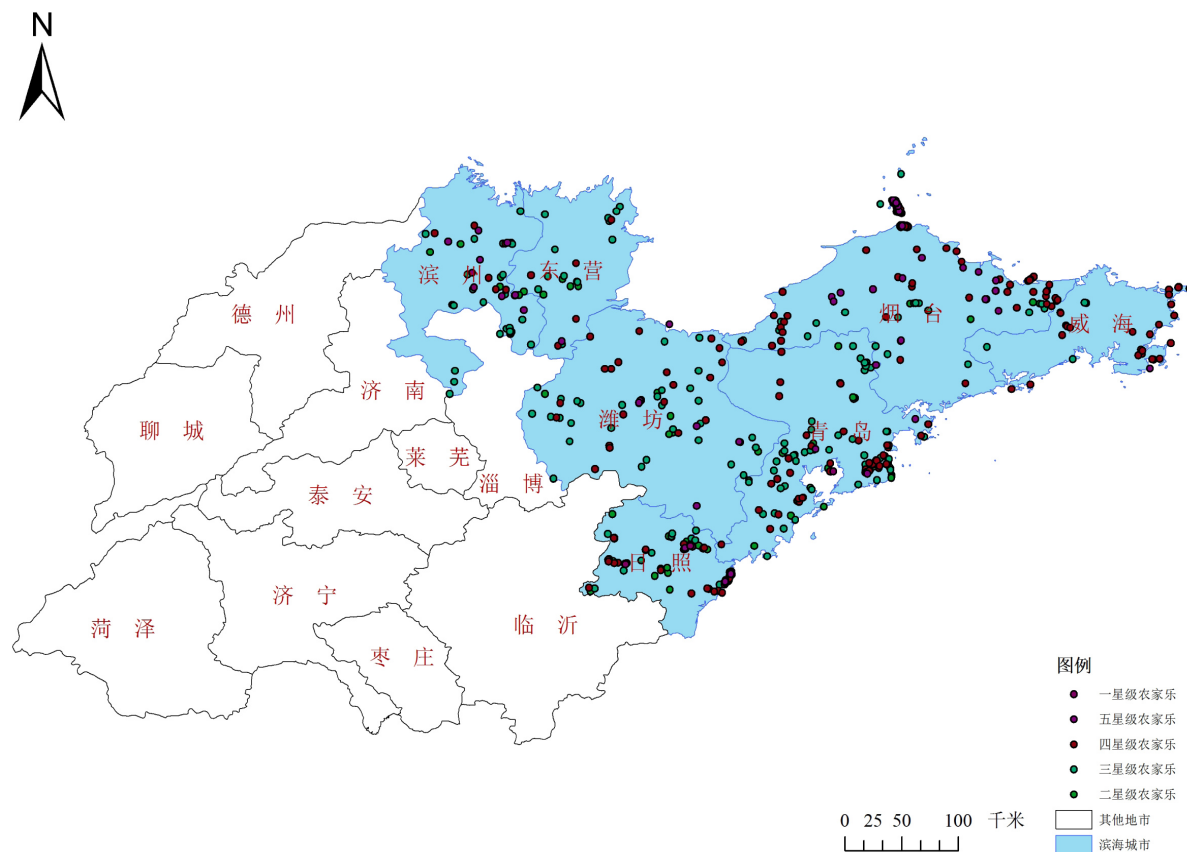 N
滨 州
东 营
德 州
烟 台
威 海
济 南
聊 城
潍 坊
青 岛
莱 芜
淄 博
泰 安
日 照
济 宁
菏 泽
临 沂
枣 庄
图例
一星级农家乐
五星级农家乐
四星级农家乐
三星级农家乐
二星级农家乐
其他地市
滨海城市
0 25 50 100 千米